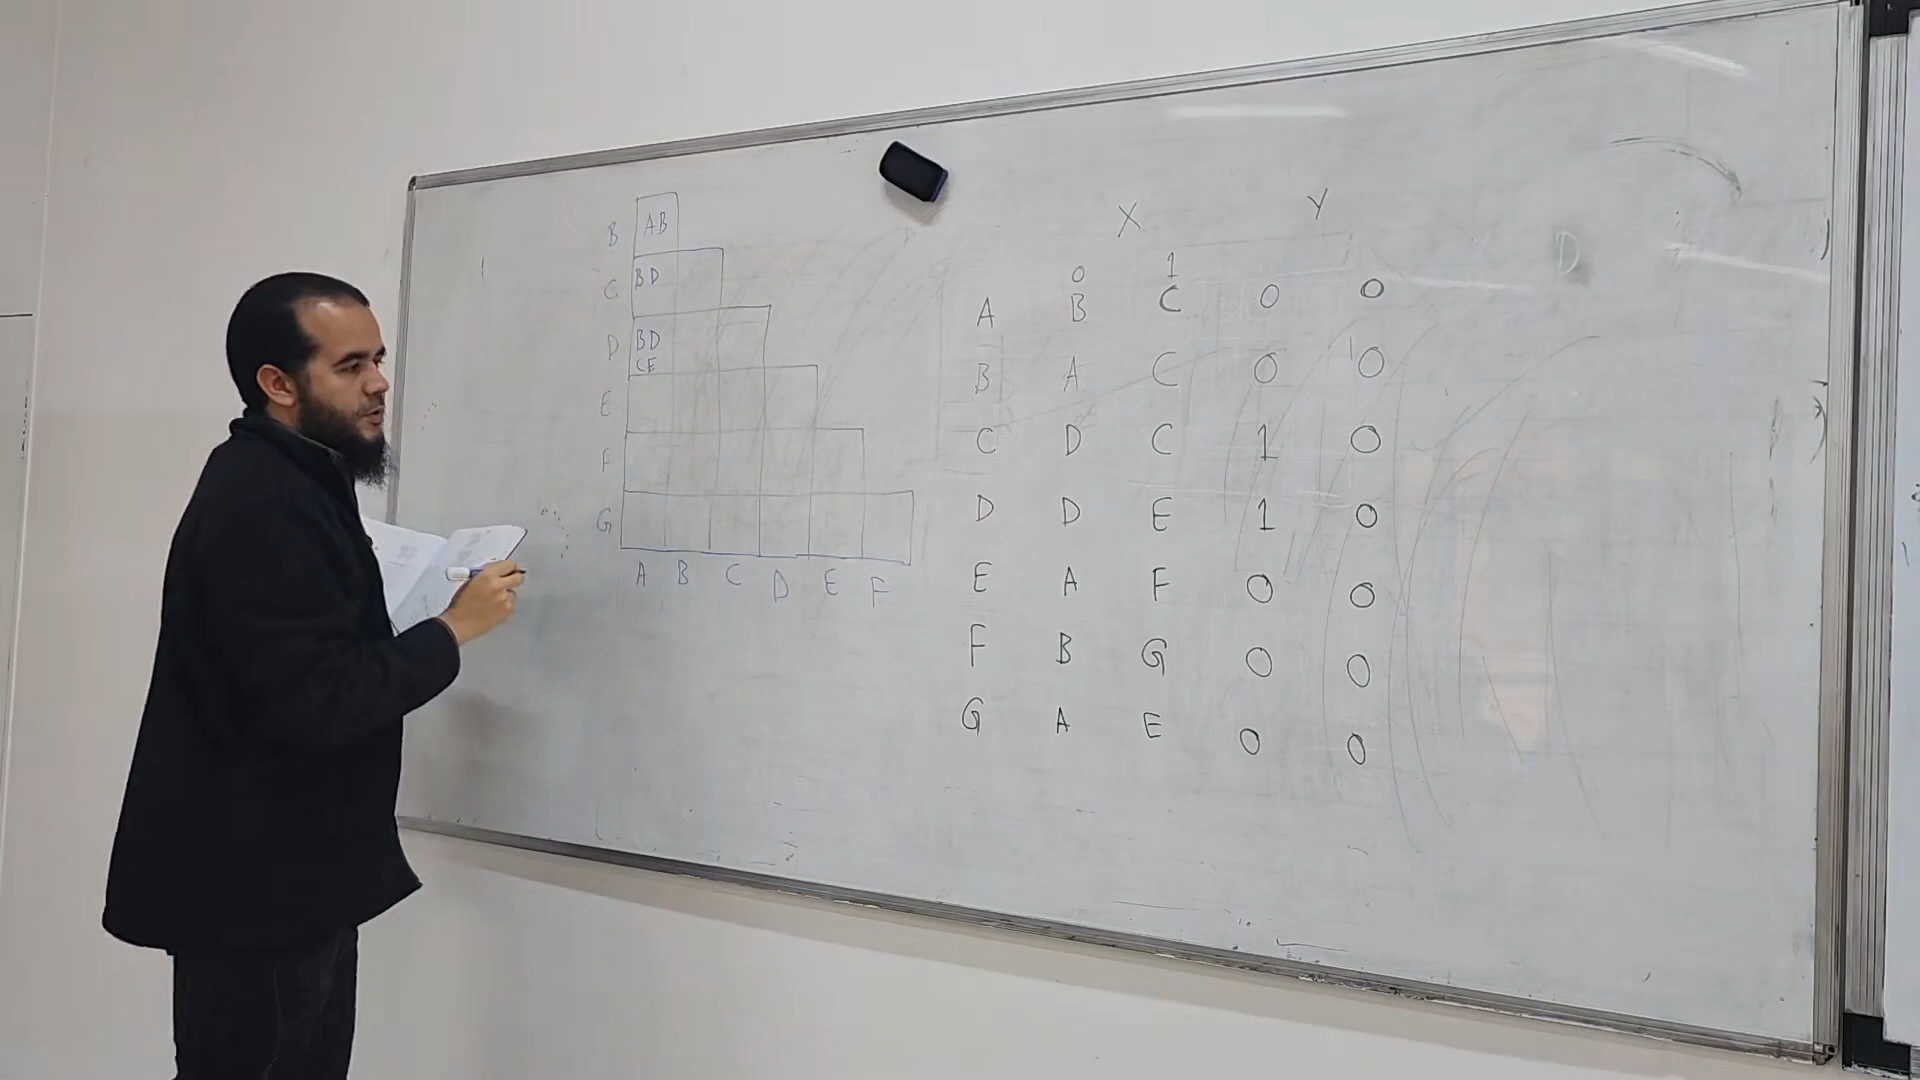 B AB
C BD
D BD
CE
E
F
G
A B C D E F
X Y
0 1
A B C 0 0
B A C 0 0
C D C 1 0
D D E 1 0
E A F 0 0
F B G 0 0
G A E 0 0
D